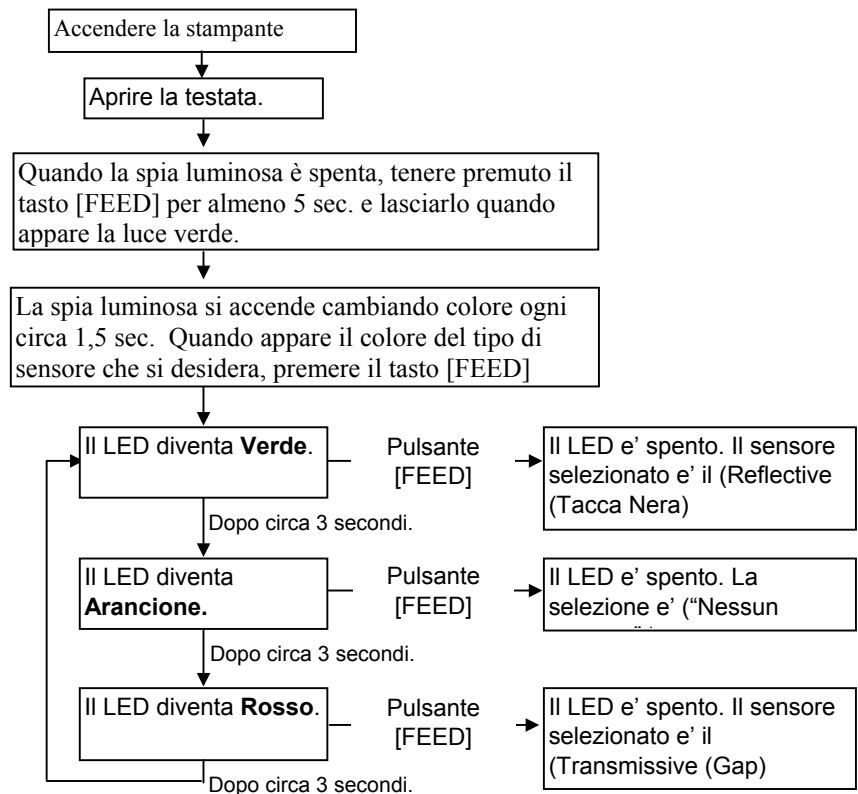 Accendere la stampante
Aprire la testata.
Quando la spia luminosa è spenta, tenere premuto il
tasto [FEED] per almeno 5 sec. e lasciarlo quando
appare la luce verde.
La spia luminosa si accende cambiando colore ogni
circa 1,5 sec.  Quando appare il colore del tipo di
sensore che si desidera, premere il tasto [FEED]
Il LED diventa Verde.
Pulsante
[FEED]
Il LED e’ spento. Il sensore
selezionato e’ il (Reflective
(Tacca Nera)
Dopo circa 3 secondi.
Il LED diventa
Arancione.
Pulsante
[FEED]
Il LED e’ spento. La
selezione e’ (“Nessun
Dopo circa 3 secondi.
Il LED diventa Rosso.
Pulsante
[FEED]
Il LED e’ spento. Il sensore
selezionato e’ il
(Transmissive (Gap)
Dopo circa 3 secondi.